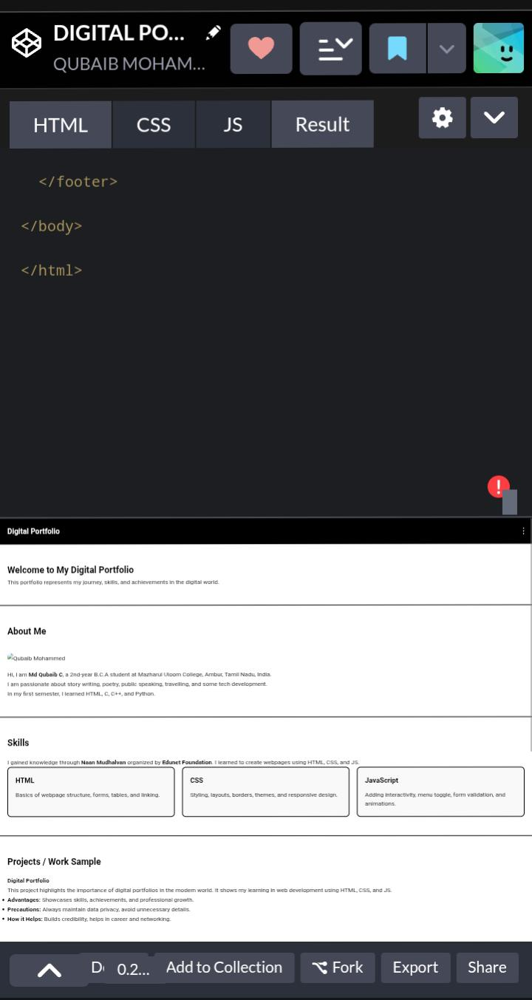 DIGITAL PO...
QUBAIB MOHAM...
HTML
CSS
JS
Result
</footer>
</body>
</html>
Digital Portfolio
Welcome to My Digital Portfolio
This portfolio represents my journey, skills, and achievements in the digital world.
About Me
Qubaib Mohammed
Hi, I am Md Qubaib C, a 2nd-year B.C.A student at Mazharul Uloom College, Ambur, Tamil Nadu, India.
I am passionate about story writing, poetry, public speaking, travelling, and some tech development.
In my first semester, I learned HTML, C, C++, and Python.
Skills
I gained knowledge through Naan Mudhalvan organized by Edunet Foundation. I learned to create webpages using HTML, CSS, and JS.
HTML
Basics of webpage structure, forms, tables, and linking.
CSS
Styling, layouts, borders, themes, and responsive design.
JavaScript
Adding interactivity, menu toggle, form validation, and
animations.
Projects / Work Sample
Digital Portfolio
This project highlights the importance of digital portfolios in the modern world. It shows my learning in web development using HTML, CSS, and JS.
• Advantages: Showcases skills, achievements, and professional growth.
• Precautions: Always maintain data privacy, avoid unnecessary details.
• How it Helps: Builds credibility, helps in career and networking.
0.2...
Add to Collection
Fork
Export
Share